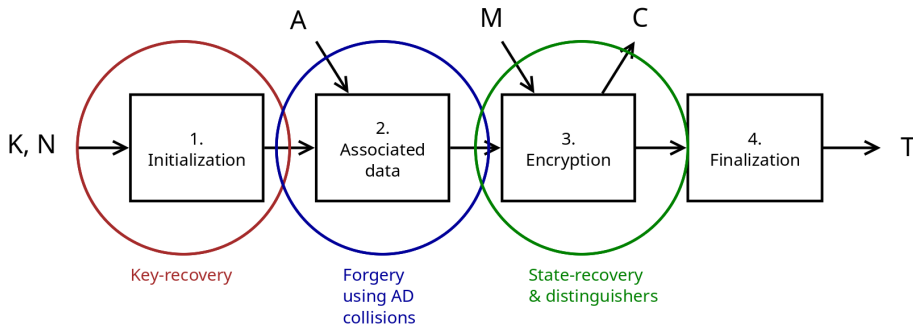 A
M
C
K, N
1.
Initialization
2.
Associated
data
3.
Encryption
4.
Finalization
T
Key-recovery
Forgery
using AD
collisions
State-recovery
& distinguishers